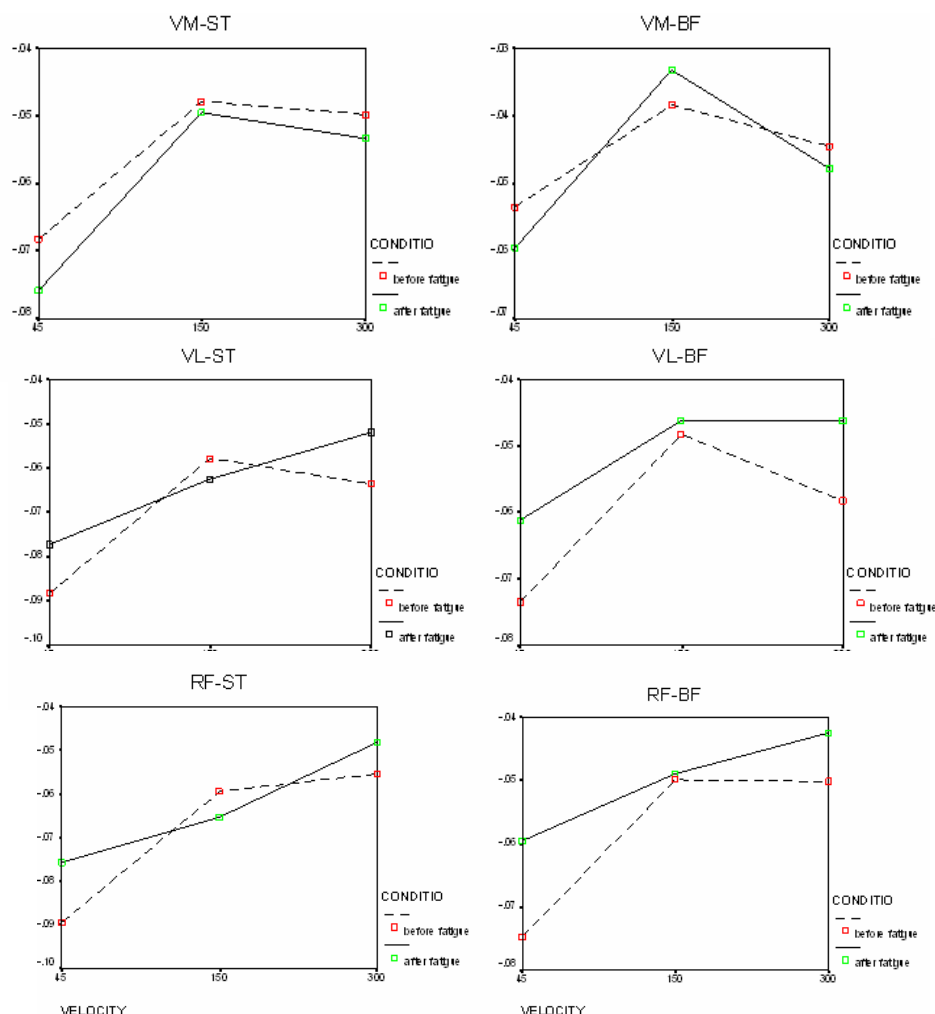 VM-ST
-.04
-.05
-.06
-.07
-.08
45
150
300
CONDITIO
before fatigue
after fatigue
VM-BF
-.03
-.04
-.05
-.06
-.07
45
150
300
CONDITIO
before fatigue
after fatigue
VL-ST
-.04
-.05
-.06
-.07
-.08
-.09
-.10
CONDITIO
before fatigue
after fatigue
VL-BF
-.04
-.05
-.06
-.07
-.08
CONDITIO
before fatigue
after fatigue
RF-ST
-.04
-.05
-.06
-.07
-.08
-.09
-.10
45
150
300
CONDITIO
before fatigue
after fatigue
VELOCITY
RF-BF
-.04
-.05
-.06
-.07
-.08
45
150
300
CONDITIO
before fatigue
after fatigue
VELOCITY